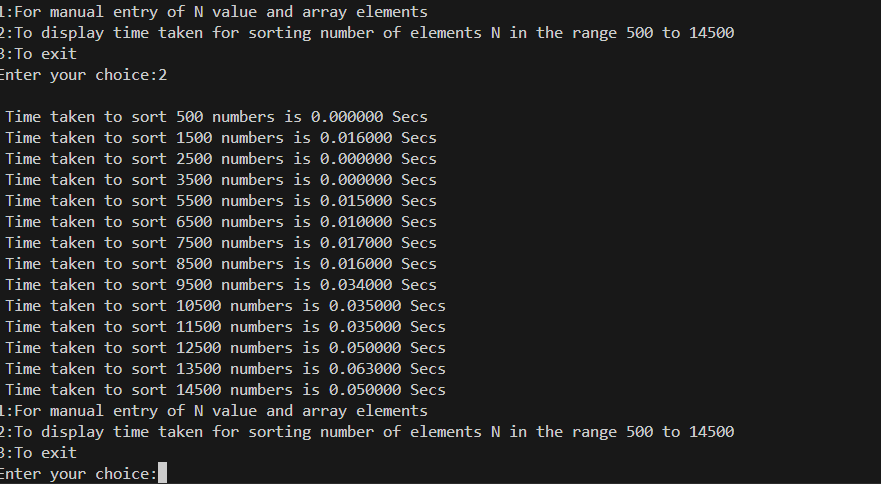 1:For manual entry of N value and array elements
2:To display time taken for sorting number of elements N in the range 500 to 14500
3:To exit
Enter your choice:2
Time taken to sort 500 numbers is 0.000000 Secs
Time taken to sort 1500 numbers is 0.016000 Secs
Time taken to sort 2500 numbers is 0.000000 Secs
Time taken to sort 3500 numbers is 0.000000 Secs
Time taken to sort 5500 numbers is 0.015000 Secs
Time taken to sort 6500 numbers is 0.010000 Secs
Time taken to sort 7500 numbers is 0.017000 Secs
Time taken to sort 8500 numbers is 0.016000 Secs
Time taken to sort 9500 numbers is 0.034000 Secs
Time taken to sort 10500 numbers is 0.035000 Secs
Time taken to sort 11500 numbers is 0.035000 Secs
Time taken to sort 12500 numbers is 0.050000 Secs
Time taken to sort 13500 numbers is 0.063000 Secs
Time taken to sort 14500 numbers is 0.050000 Secs
1:For manual entry of N value and array elements
2:To display time taken for sorting number of elements N in the range 500 to 14500
3:To exit
Enter your choice: